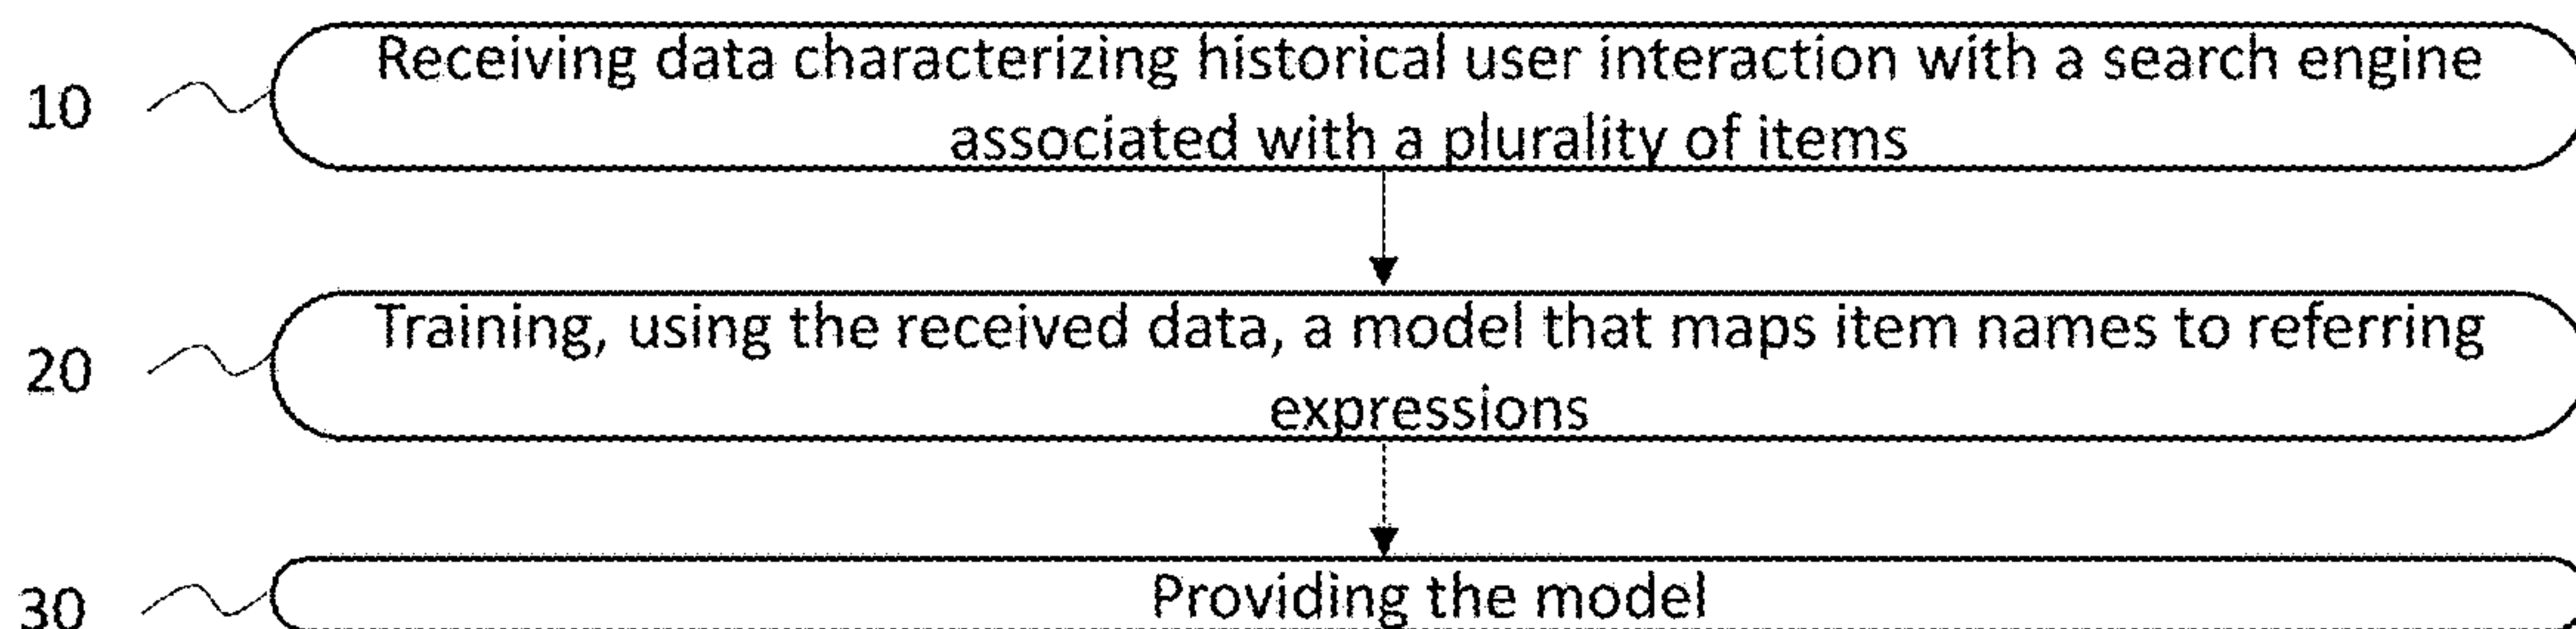 10
Receiving data characterizing historical user interaction with a search engine
associated with a plurality of items
20
Training, using the received data, a model that maps item names to referring
expressions
30
Providing the model